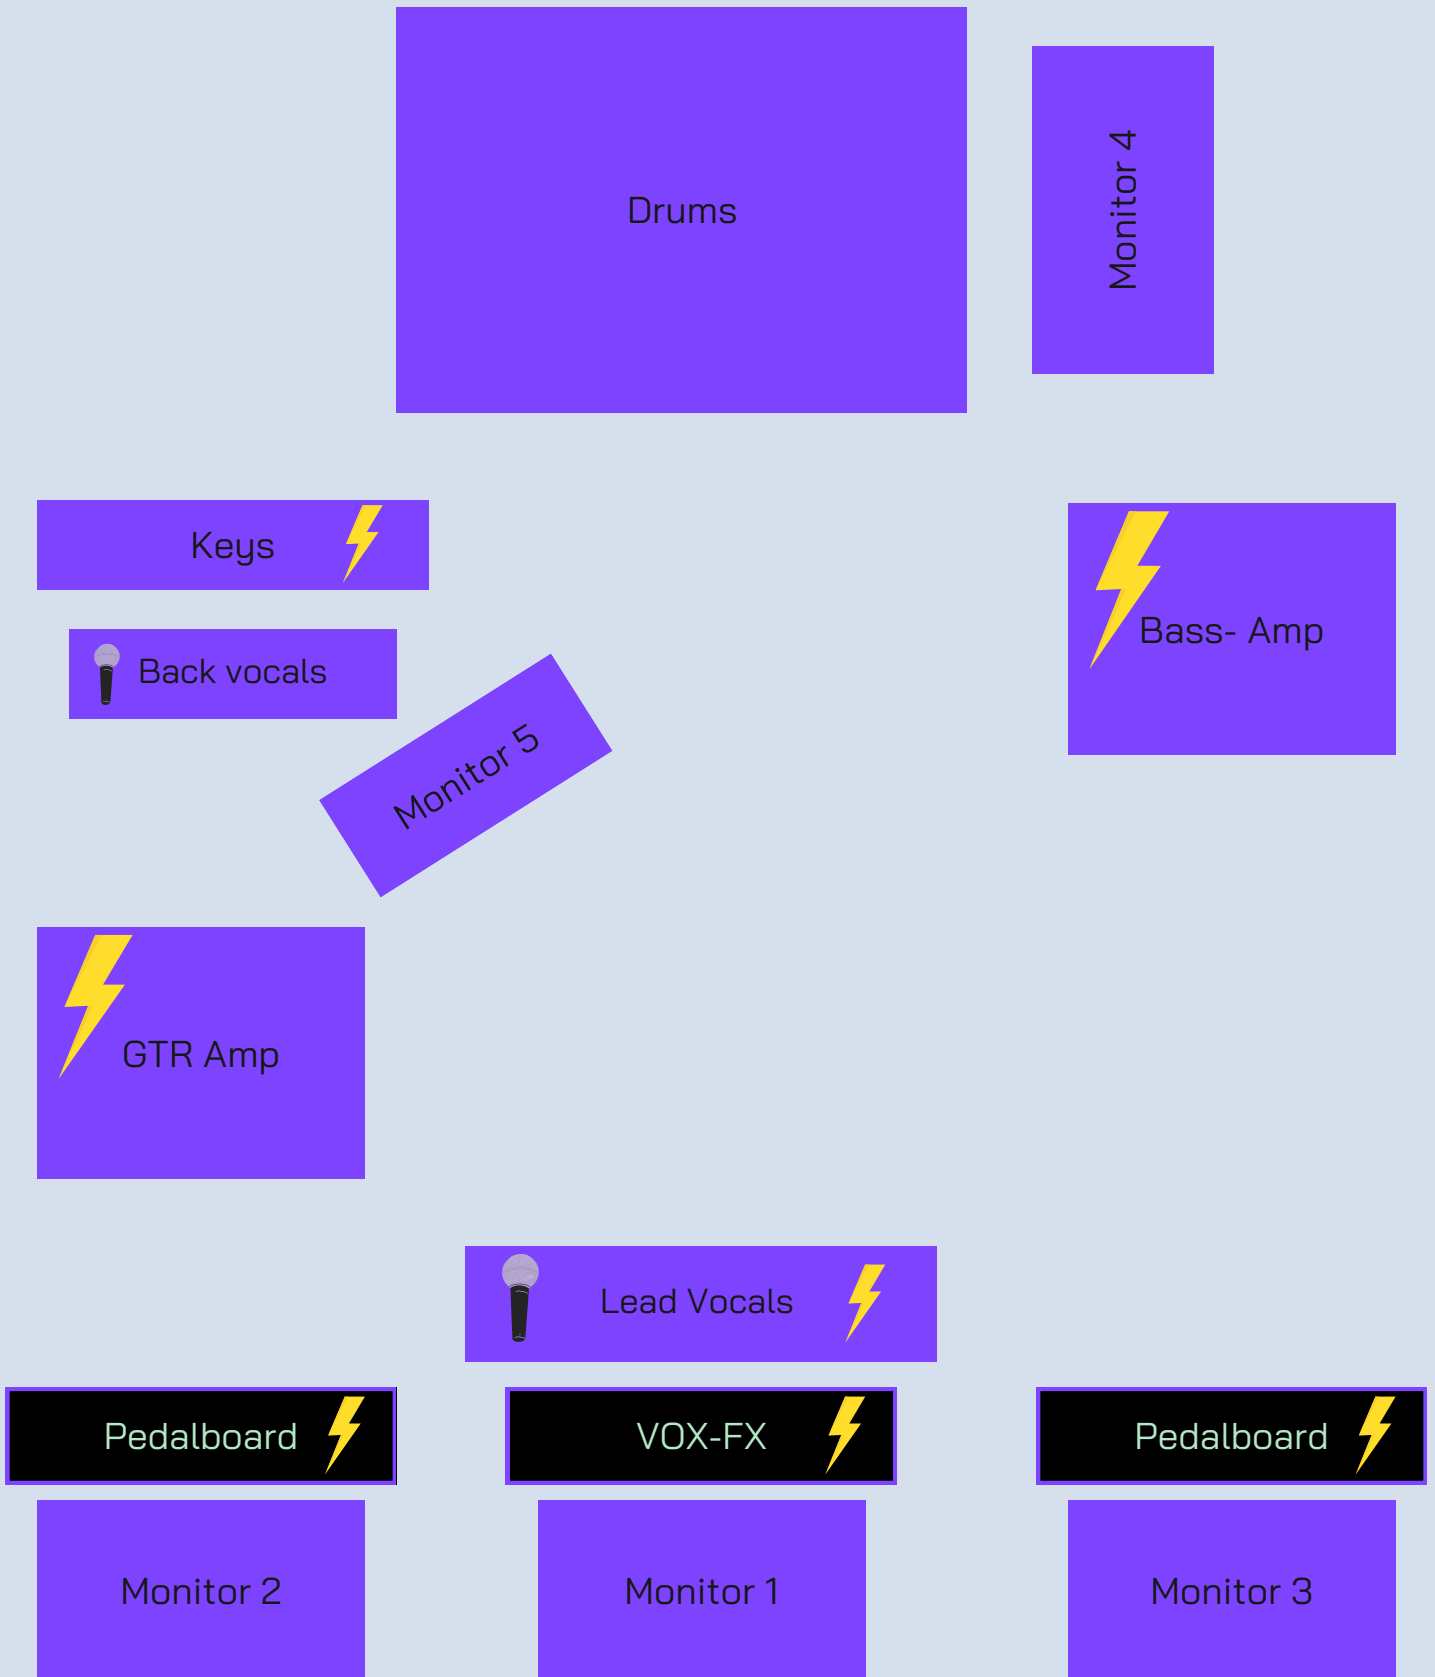 Drums
Monitor 4
Keys
Back vocals
Bass- Amp
Monitor 5
GTR Amp
Lead Vocals
Pedalboard
VOX-FX
Pedalboard
Monitor 2
Monitor 1
Monitor 3